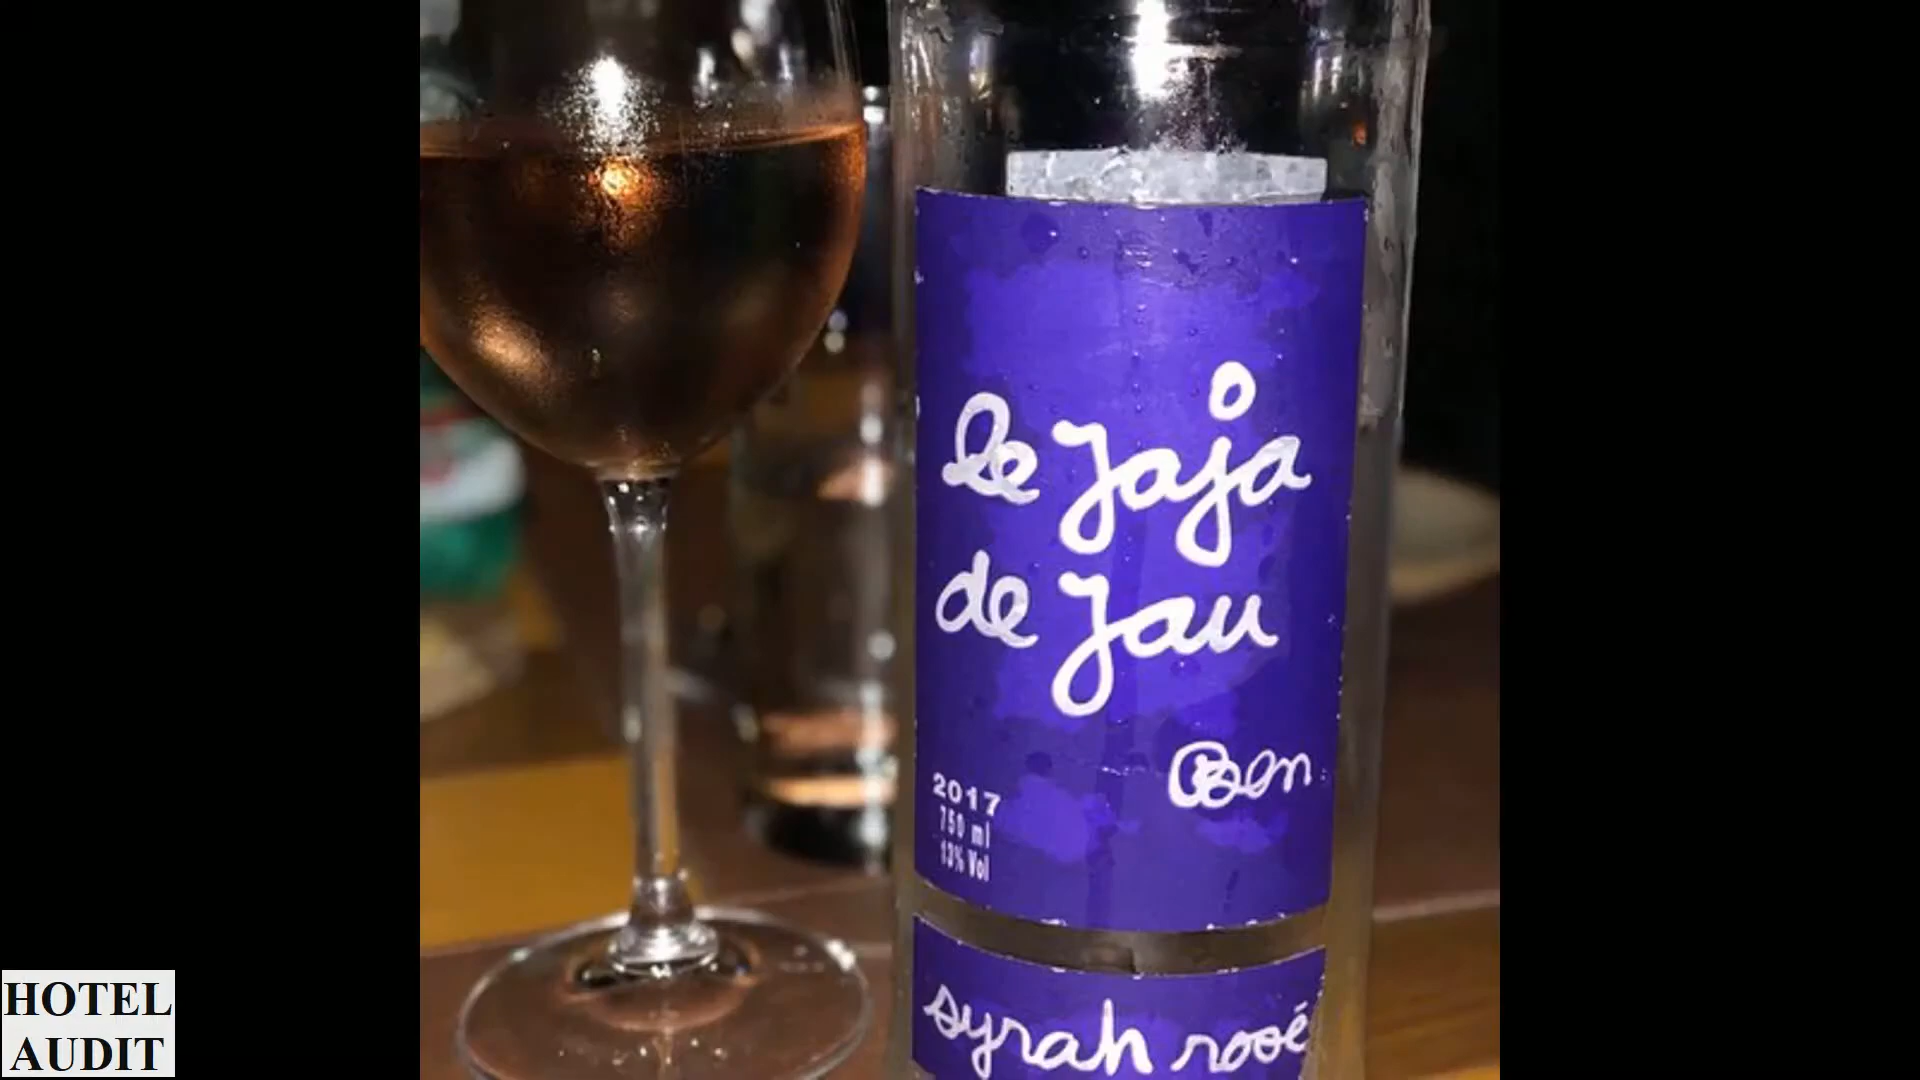 le Jaja
de Jau
Ben
2017
750 ml
13% Vol
syrah rosé
HOTEL
AUDIT